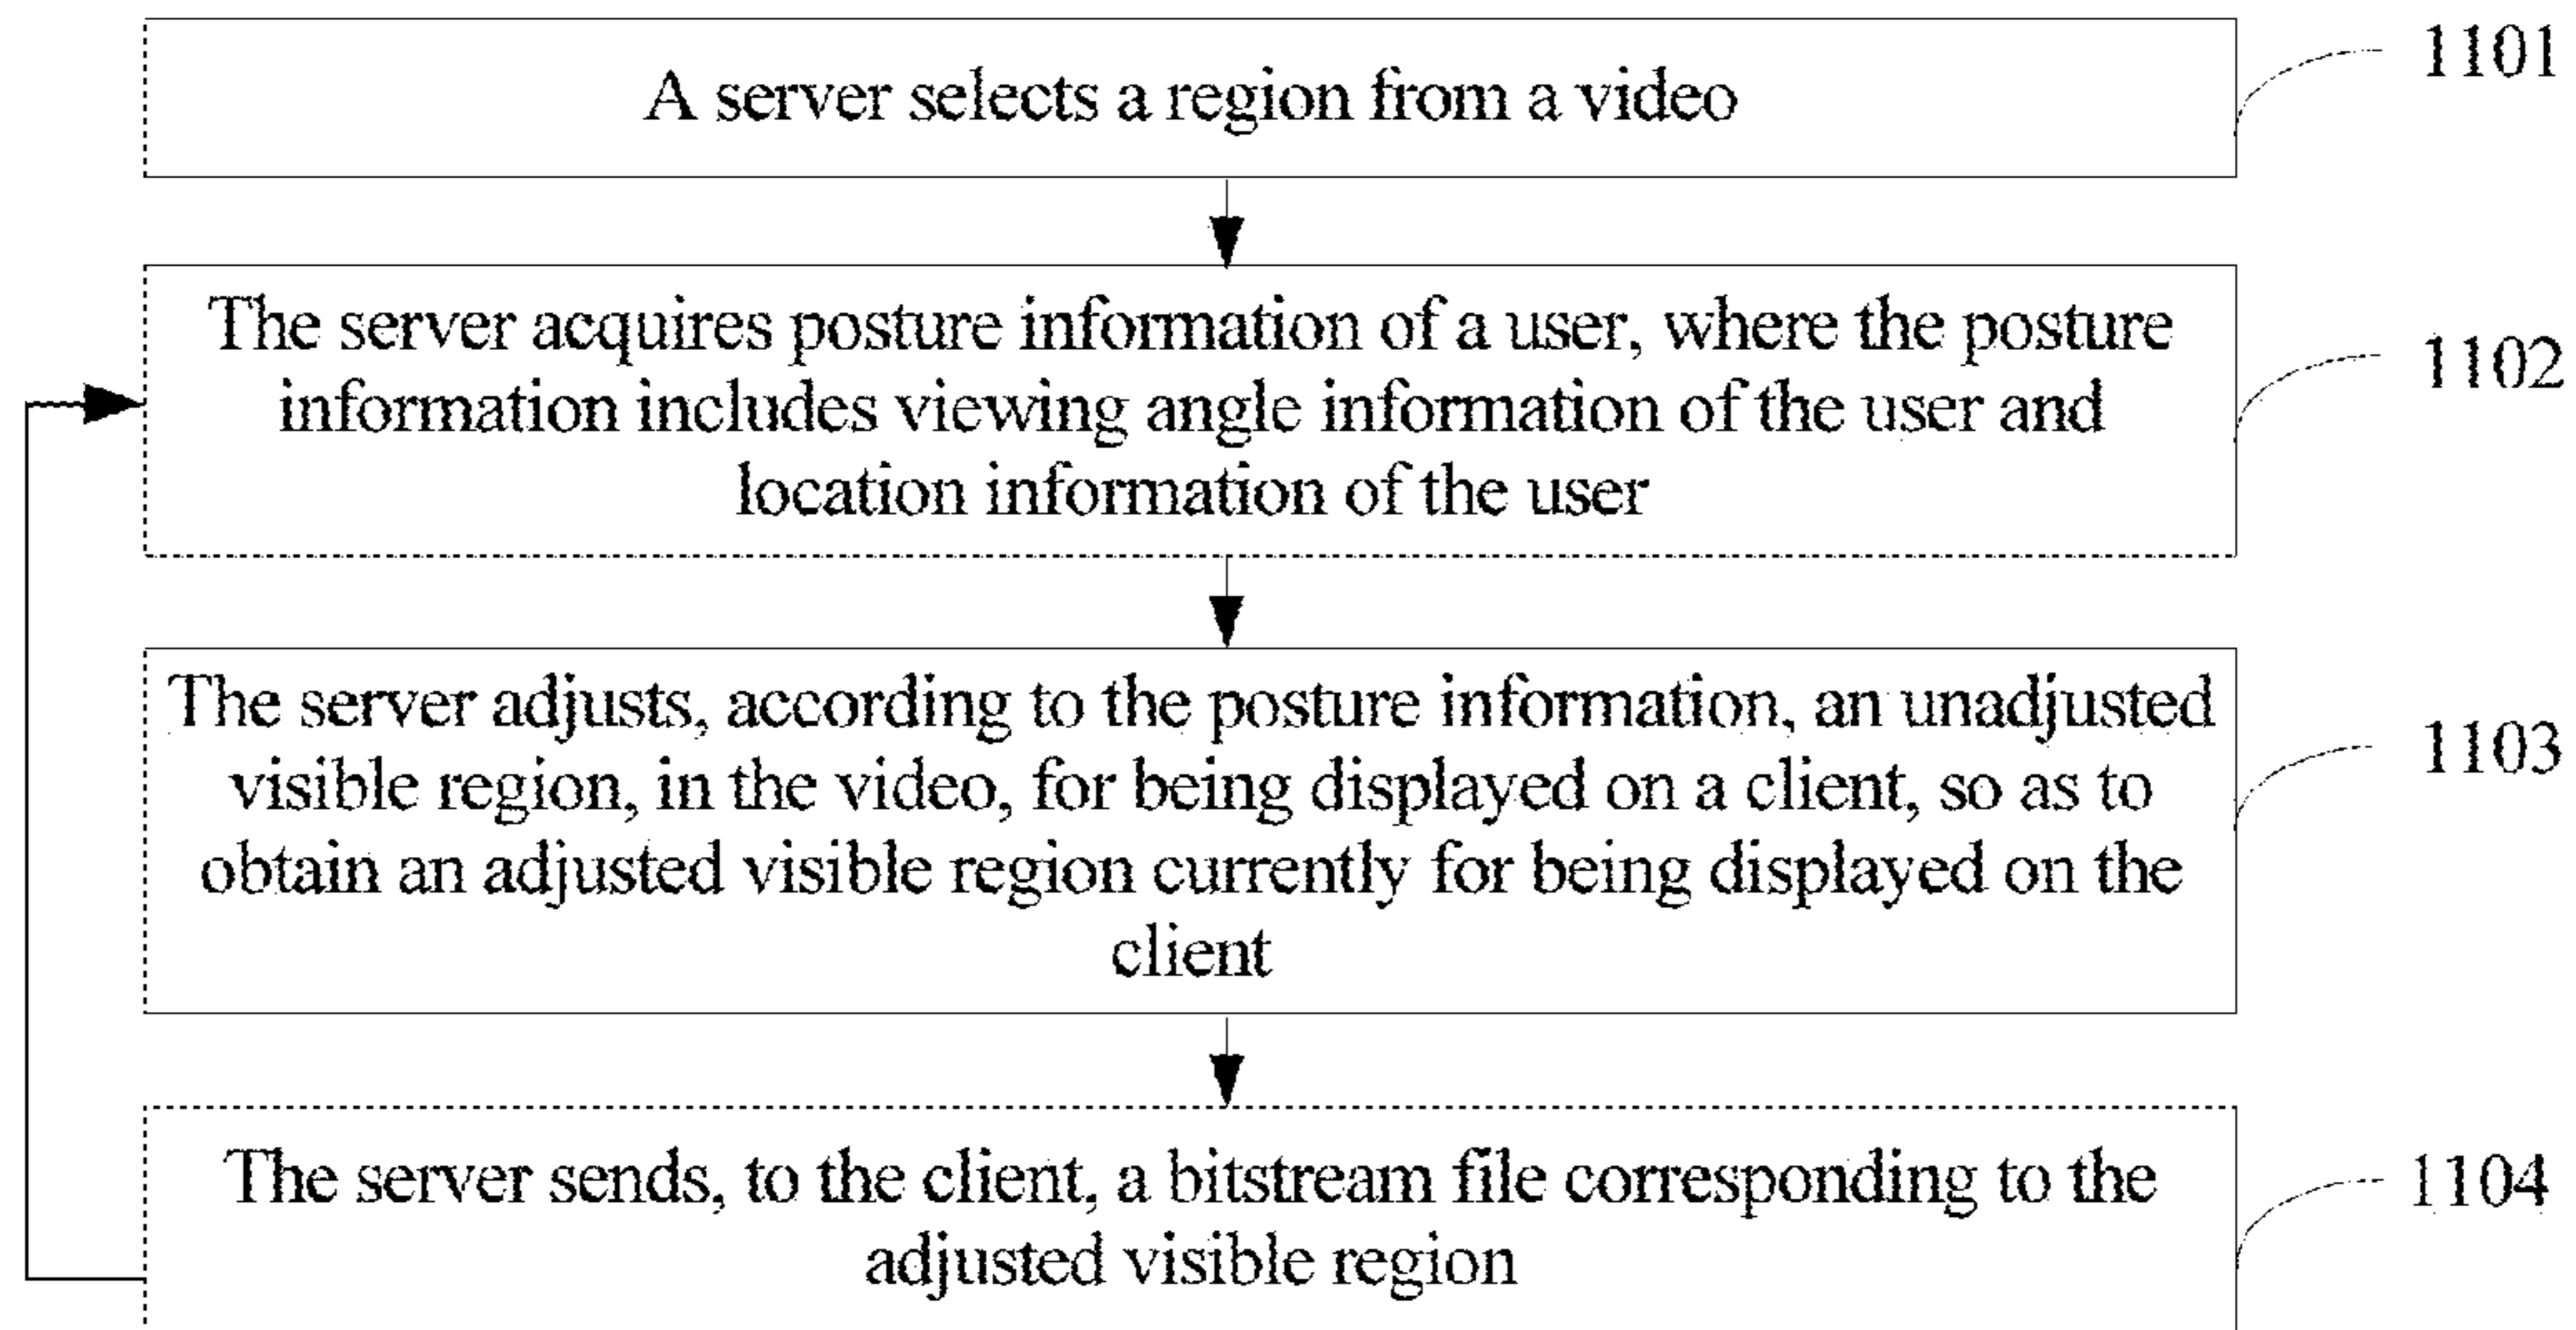 A server selects a region from a video
1101
The server acquires posture information of a user, where the posture
information includes viewing angle information of the user and
location information of the user
1102
The server adjusts, according to the posture information, an unadjusted
visible region, in the video, for being displayed on a client, so as to
obtain an adjusted visible region currently for being displayed on the
client
1103
The server sends, to the client, a bitstream file corresponding to the
adjusted visible region
1104